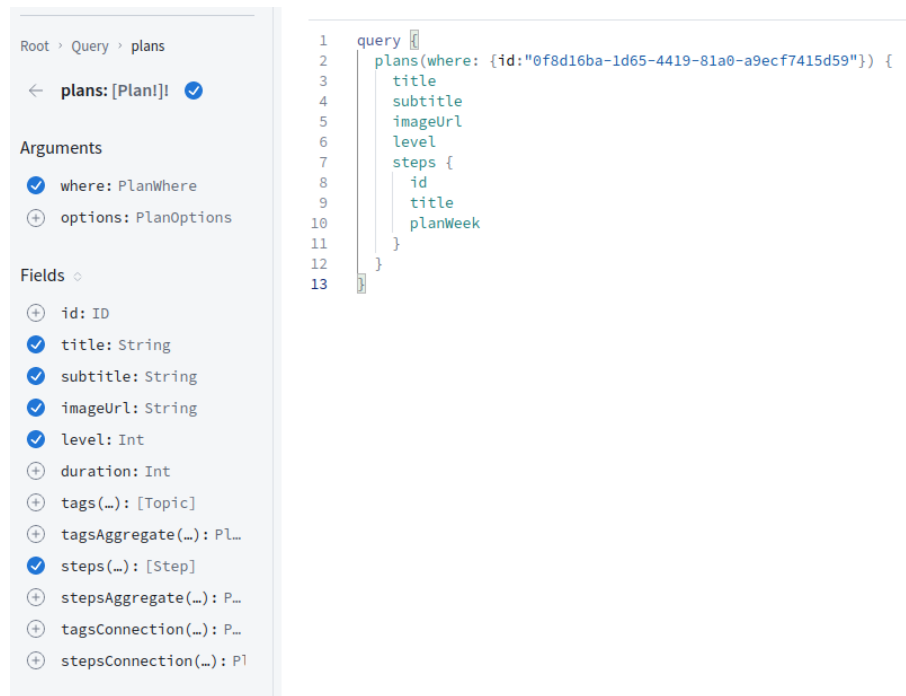 Root › Query › plans
← plans: [Plan!]!
Arguments
where: PlanWhere
options: PlanOptions
Fields
id: ID
title: String
subtitle: String
imageUrl: String
level: Int
duration: Int
tags(…): [Topic]
tagsAggregate(…): Pl…
steps(…): [Step]
stepsAggregate(…): P…
tagsConnection(…): P…
stepsConnection(…): Pl
1 query {
2 plans(where: {id:"0f8d16ba-1d65-4419-81a0-a9ecf7415d59"}) {
3 title
4 subtitle
5 imageUrl
6 level
7 steps {
8 id
9 title
10 planWeek
11 }
12 }
13 }